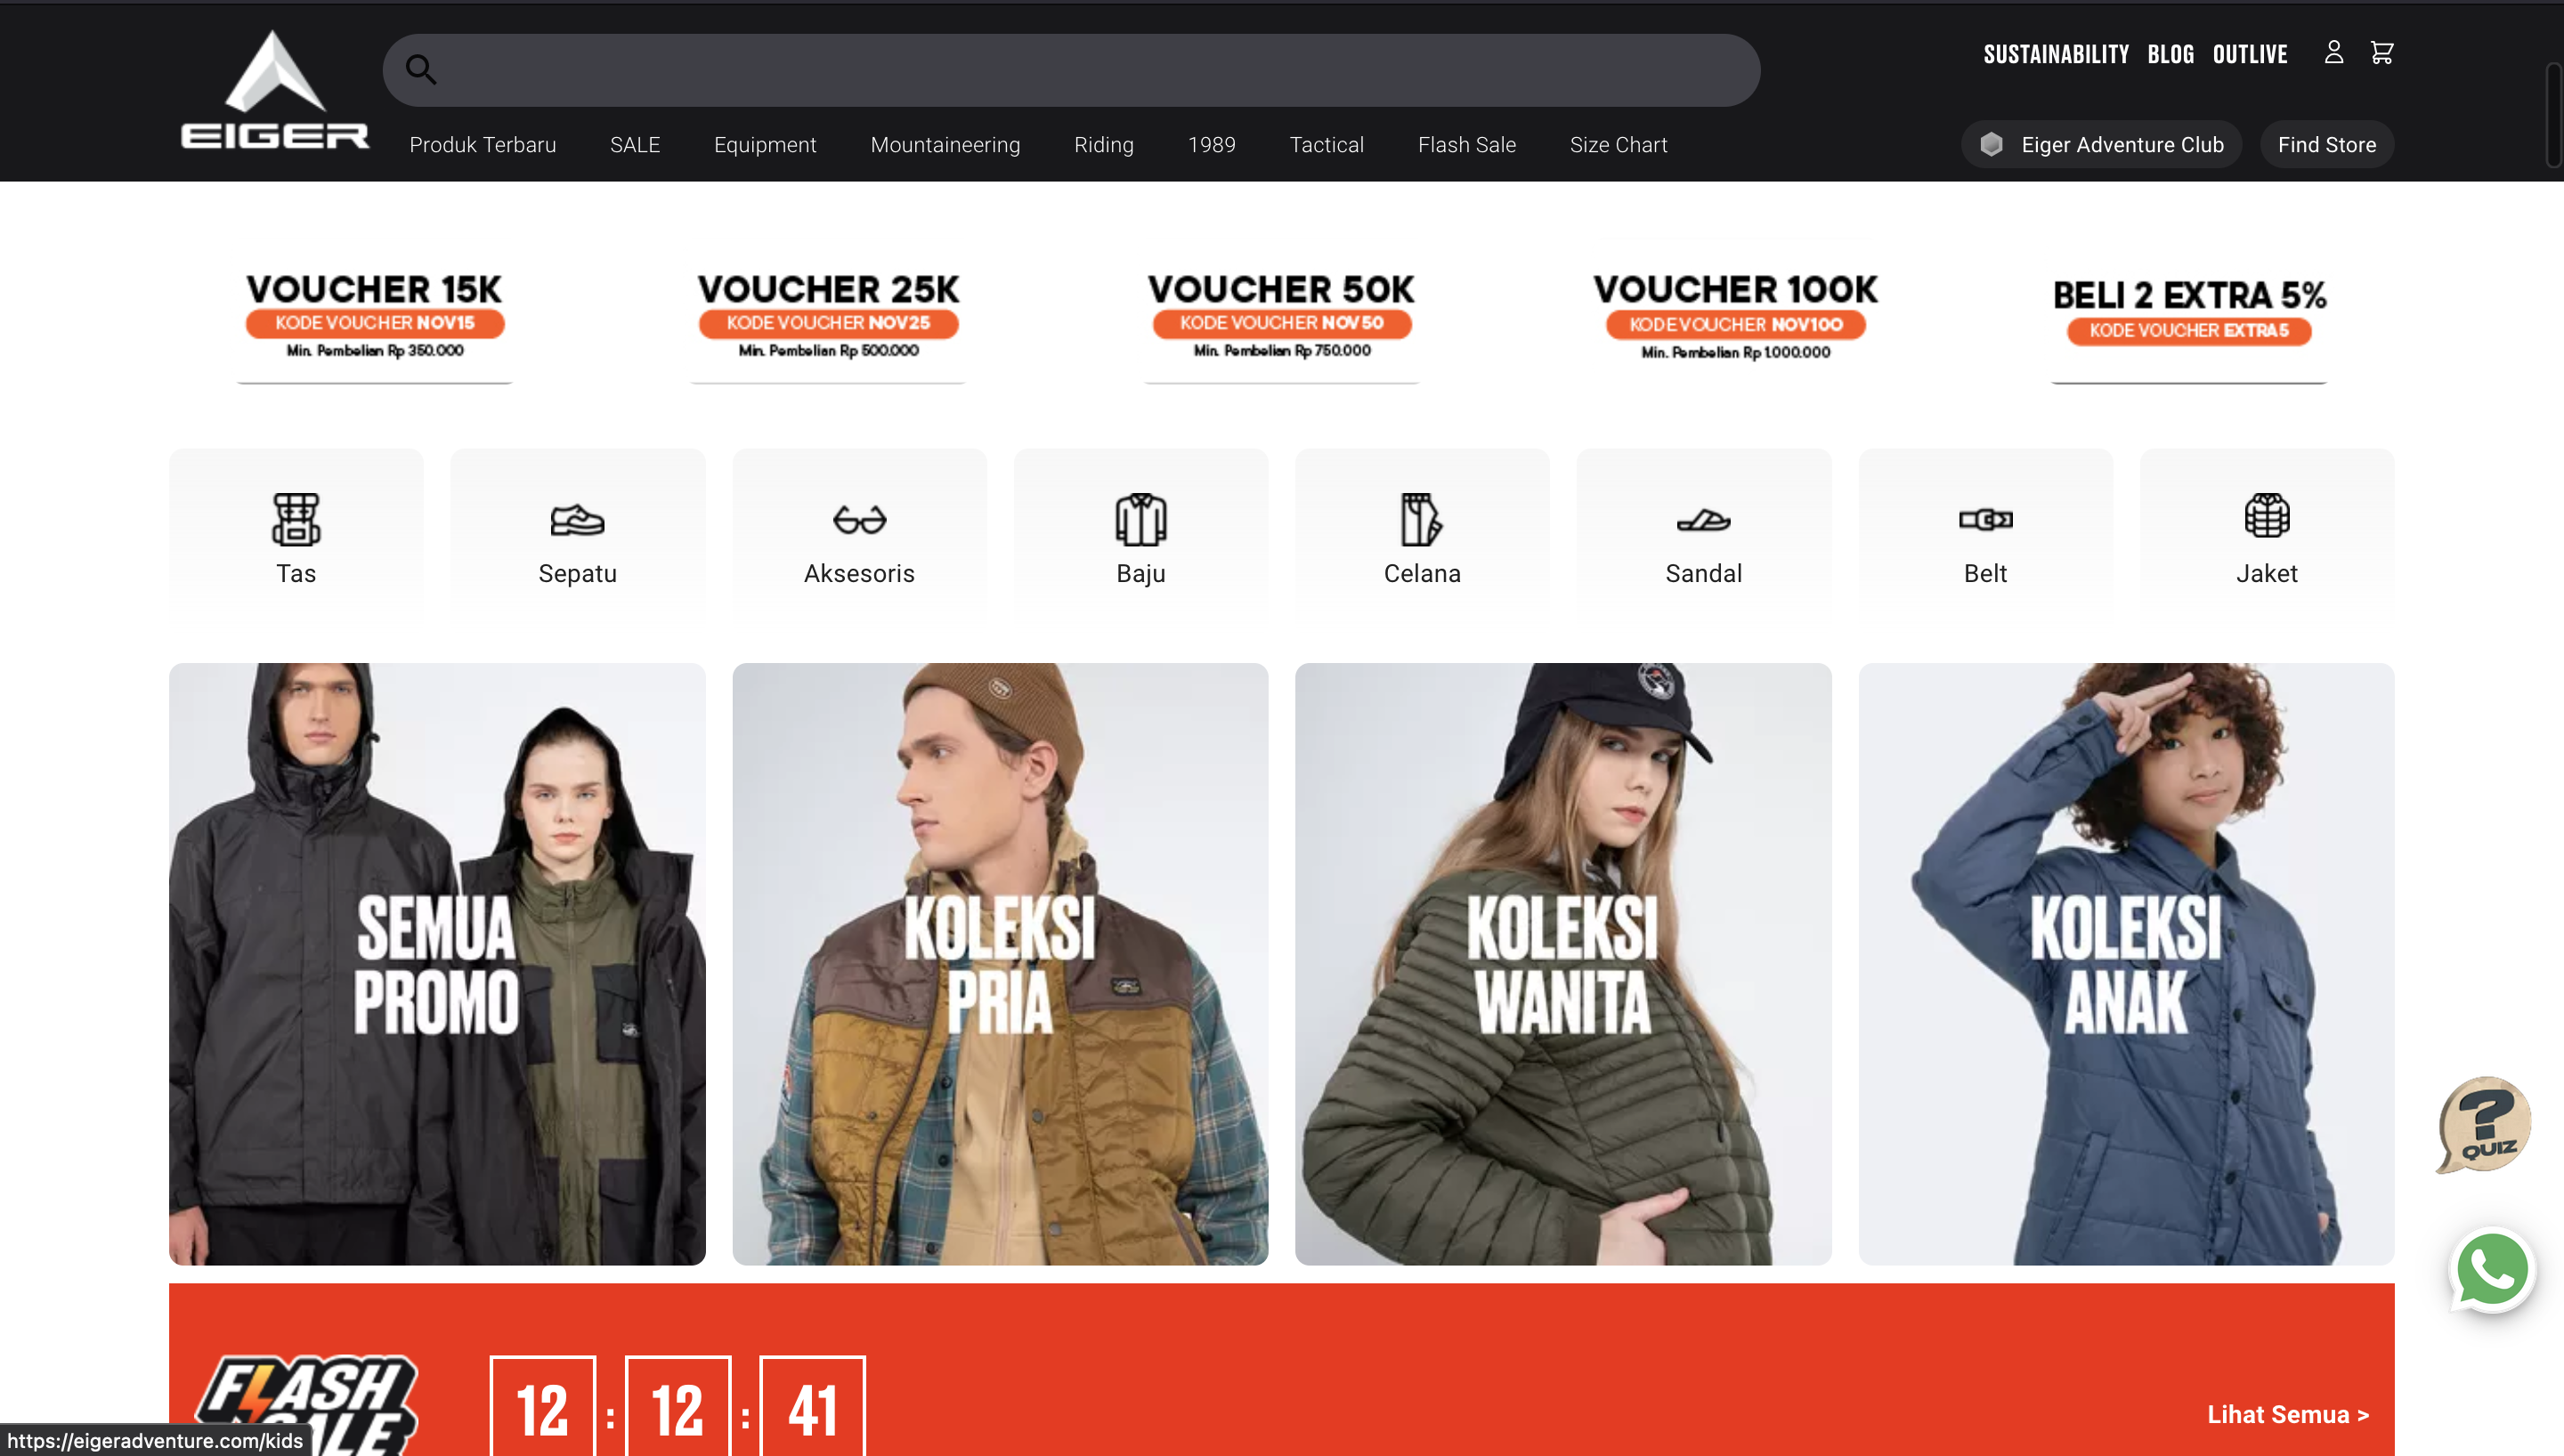 EIGER
SUSTAINABILITY BLOG OUTLIVE
Produk Terbaru SALE Equipment Mountaineering Riding 1989 Tactical Flash Sale Size Chart
Eiger Adventure Club Find Store
VOUCHER 15K
KODE VOUCHER NOV15
Min. Pembelian Rp 350.000
VOUCHER 25K
KODE VOUCHER NOV25
Min. Pembelian Rp 500.000
VOUCHER 50K
KODE VOUCHER NOV50
Min. Pembelian Rp 750.000
VOUCHER 100K
KODE VOUCHER NOV100
Min. Pembelian Rp 1.000.000
BELI 2 EXTRA 5%
KODE VOUCHER EXTRA5
Tas
Sepatu
Aksesoris
Baju
Celana
Sandal
Belt
Jaket
SEMUA
PROMO
KOLEKSI
PRIA
KOLEKSI
WANITA
KOLEKSI
ANAK
?
QUIZ
FLASH
SALE
12 : 12 : 41
Lihat Semua >
https://eigeradventure.com/kids